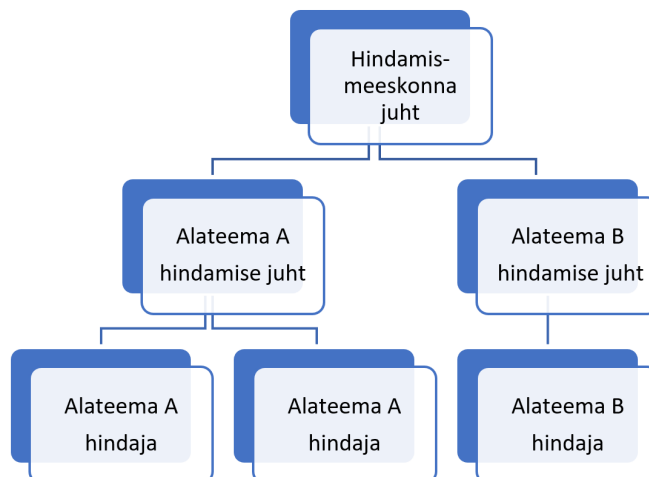 Hindamis-
meeskonna
juht
Alateema A
hindamise juht
Alateema B
hindamise juht
Alateema A
hindaja
Alateema A
hindaja
Alateema B
hindaja